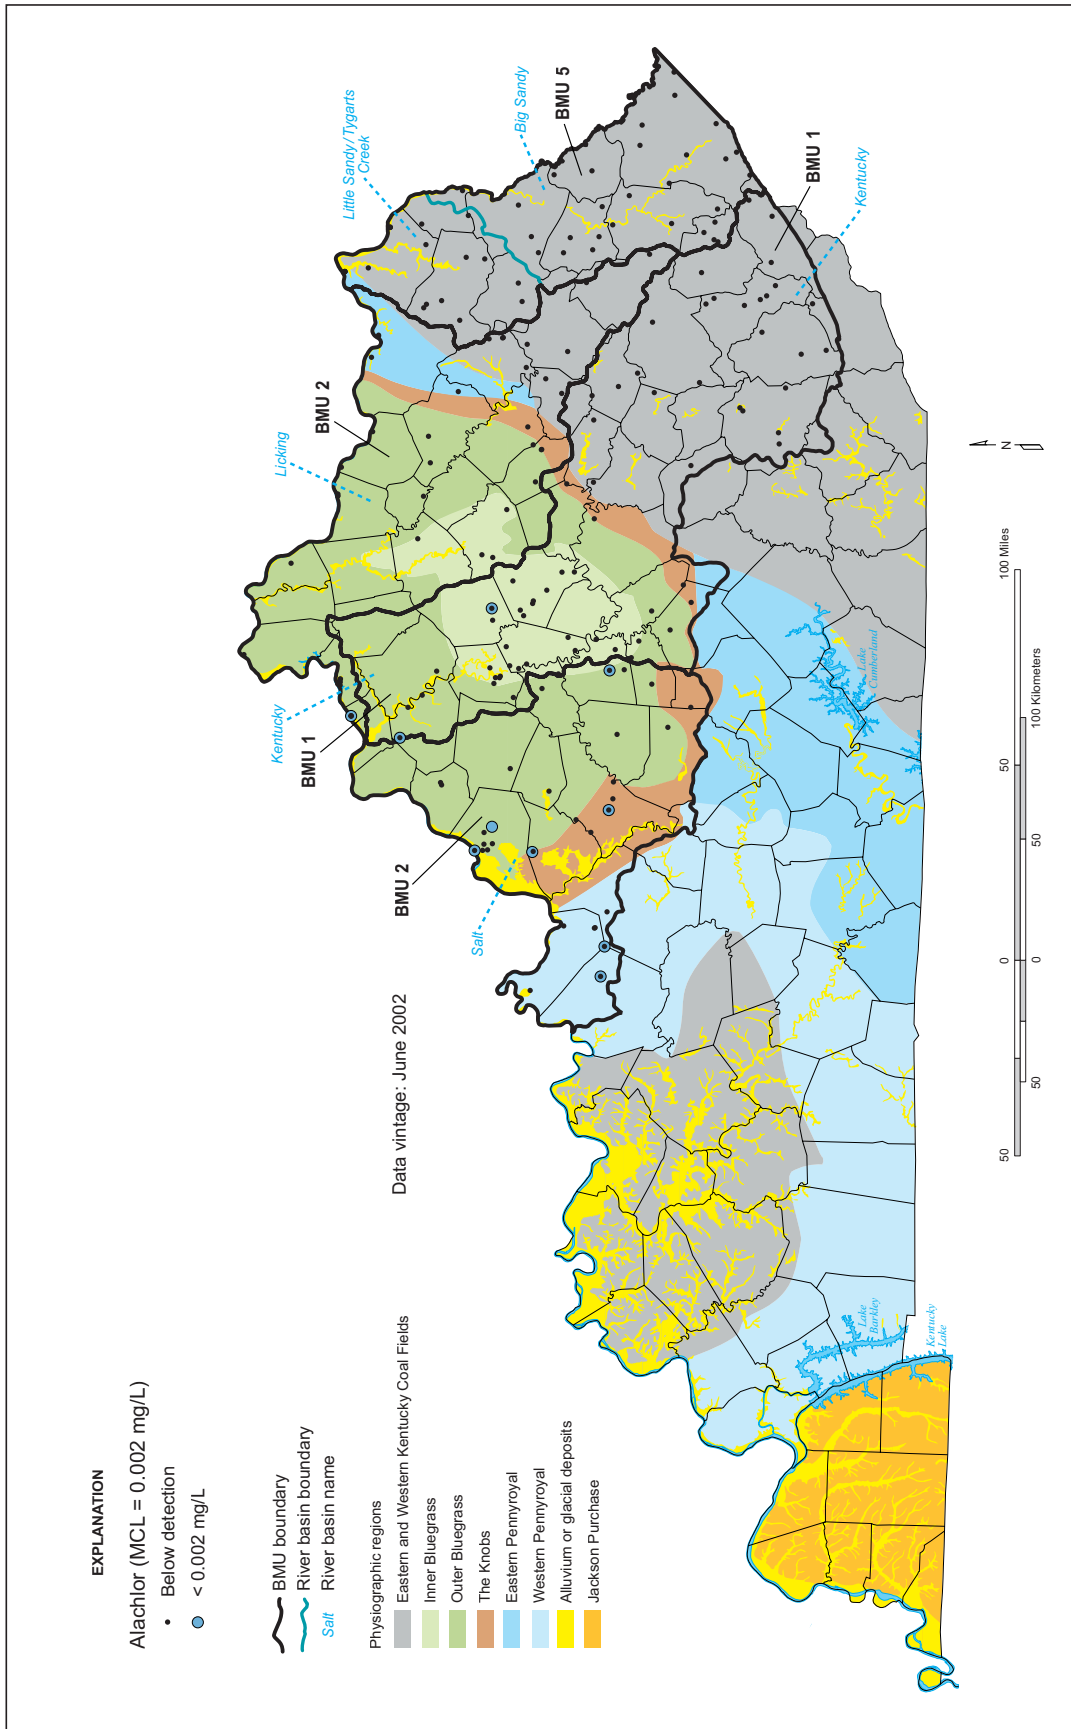 EXPLANATION
Alachlor (MCL = 0.002 mg/L)
Below detection
< 0.002 mg/L
BMU boundary
River basin boundary
Salt River basin name
Physiographic regions
Eastern and Western Kentucky Coal Fields
Inner Bluegrass
Outer Bluegrass
The Knobs
Eastern Pennyroyal
Western Pennyroyal
Alluvium or glacial deposits
Jackson Purchase
Data vintage: June 2002
Salt
BMU 2
BMU 1
Kentucky
Licking
BMU 2
Little Sandy/Tygarts
Creek
Big Sandy
BMU 5
BMU 1
Kentucky
Lake
Cumberland
Lake
Barkley
Kentucky
Lake
N
50 0 50 100 Miles
50 0 50 100 Kilometers